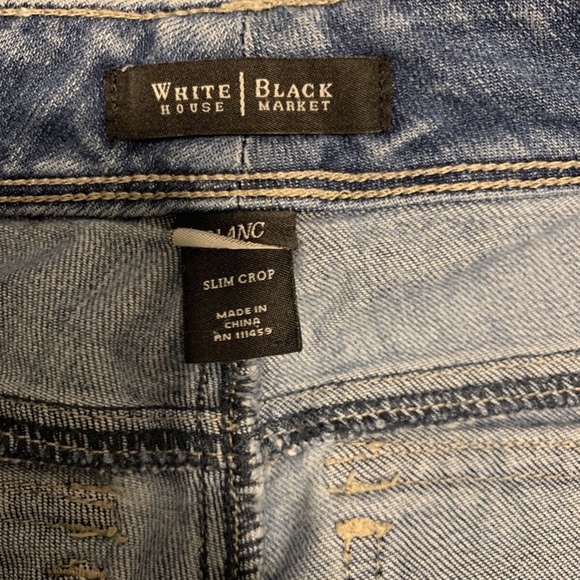 WHITE | BLACK
HOUSE | MARKET
LANC
SLIM CROP
MADE IN
CHINA
RN 111459